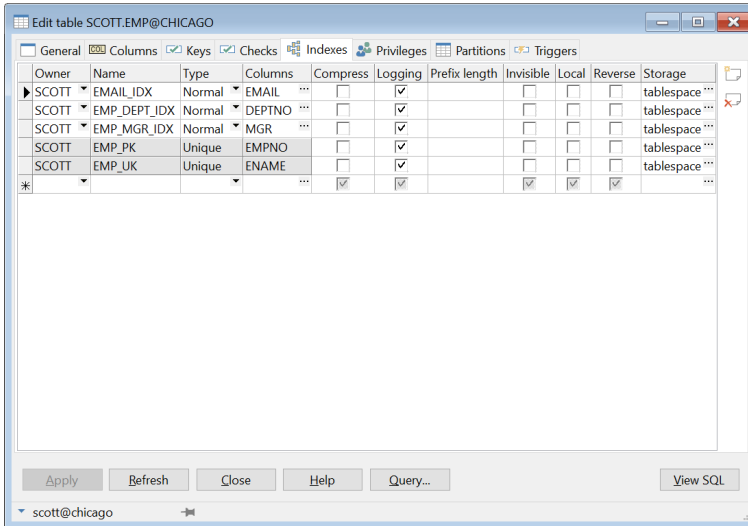 Edit table SCOTT.EMP@CHICAGO
General Columns Keys Checks Indexes Privileges Partitions Triggers
Owner Name Type Columns Compress Logging Prefix length Invisible Local Reverse Storage
SCOTT EMAIL_IDX Normal EMAIL ... tablespace ...
SCOTT EMP_DEPT_IDX Normal DEPTNO ... tablespace ...
SCOTT EMP_MGR_IDX Normal MGR ... tablespace ...
SCOTT EMP_PK Unique EMPNO tablespace ...
SCOTT EMP_UK Unique ENAME tablespace ...
... ...
Apply Refresh Close Help Query... View SQL
scott@chicago